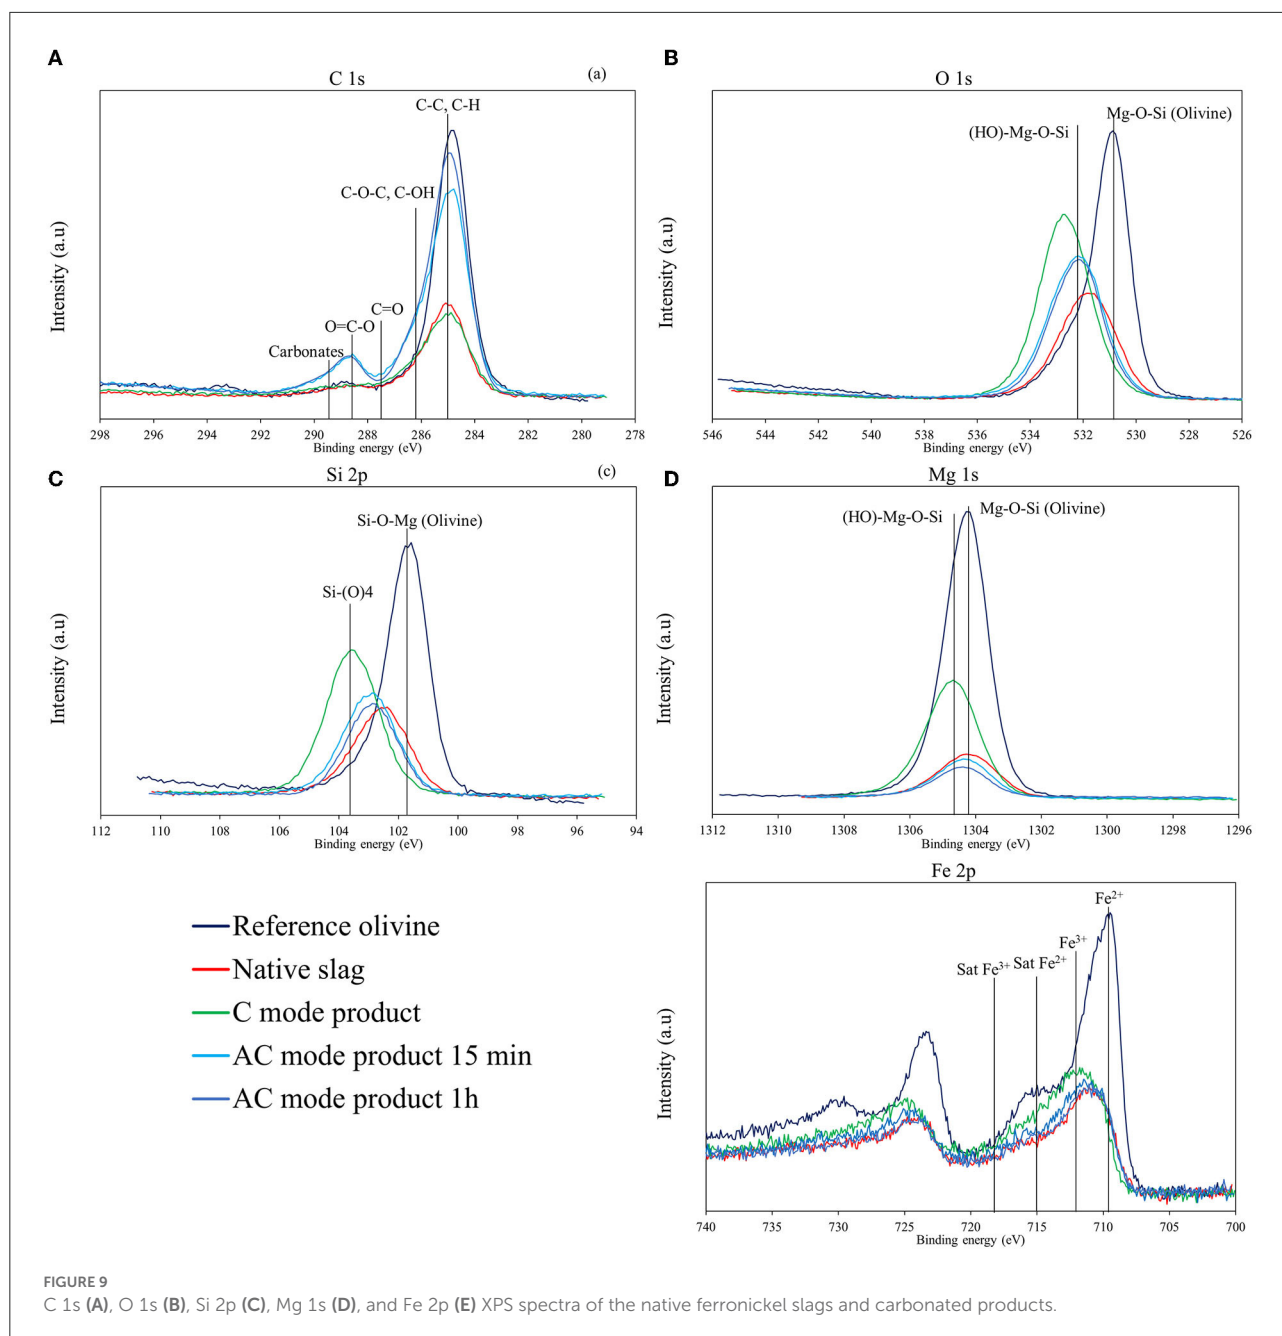 A
C 1s
(a)
C-C, C-H
C-O-C, C-OH
C=O
O=C-O
Carbonates
Intensity (a.u)
298 296 294 292 290 288 286 284 282 280 278
Binding energy (eV)
B
O 1s
Mg-O-Si (Olivine)
(HO)-Mg-O-Si
Intensity (a.u)
546 544 542 540 538 536 534 532 530 528 526
Binding energy (eV)
C
Si 2p
(c)
Si-O-Mg (Olivine)
Si-(O)4
Intensity (a.u)
112 110 108 106 104 102 100 98 96 94
Binding energy (eV)
D
Mg 1s
(HO)-Mg-O-Si
Mg-O-Si (Olivine)
Intensity (a.u)
1312 1310 1308 1306 1304 1302 1300 1298 1296
Binding energy (eV)
Fe 2p
Fe2+
Fe3+
Sat Fe3+
Sat Fe2+
Intensity (a.u)
740 735 730 725 720 715 710 705 700
Binding energy (eV)
Reference olivine
Native slag
C mode product
AC mode product 15 min
AC mode product 1h
FIGURE 9
C 1s (A), O 1s (B), Si 2p (C), Mg 1s (D), and Fe 2p (E) XPS spectra of the native ferronickel slags and carbonated products.